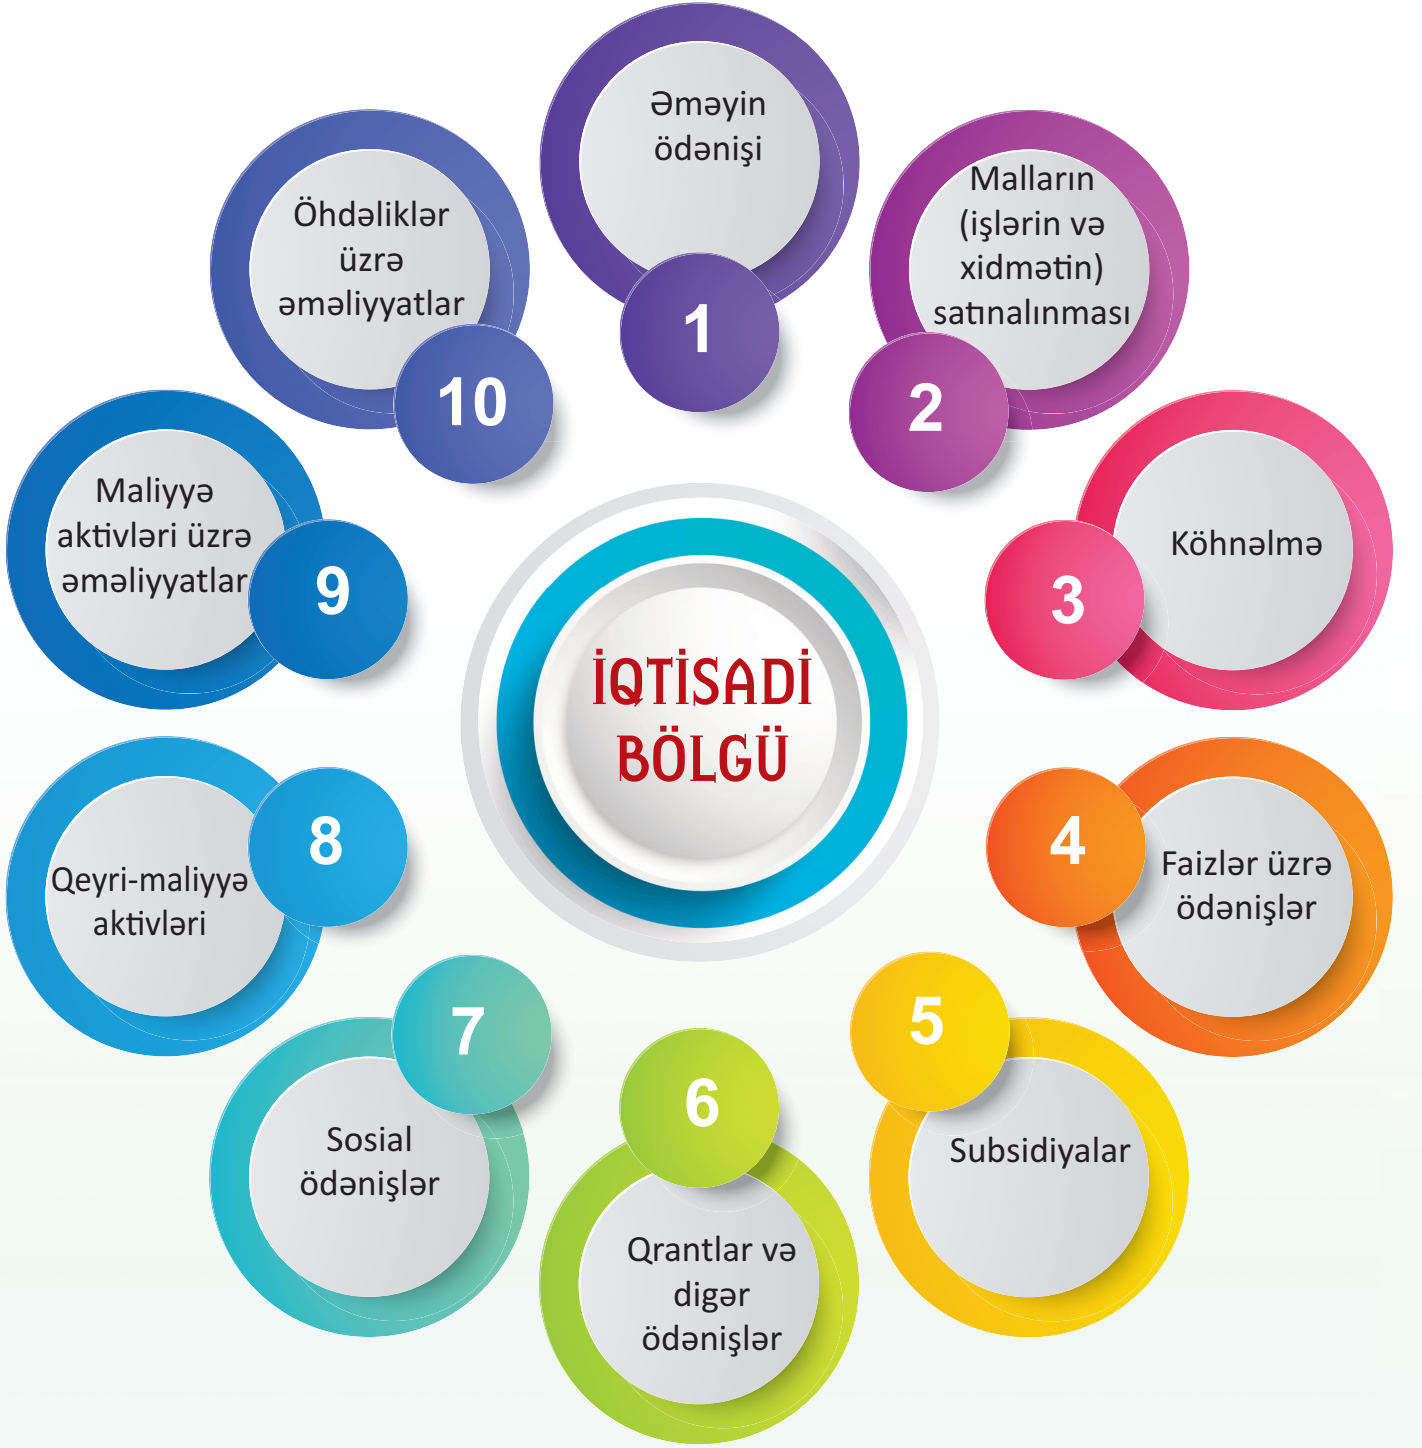 İQTİSADİ
BÖLGÜ
Əməyin
ödənişi
1
Malların
(işlərin və
xidmətin)
satınalınması
2
Köhnəlmə
3
Faizlər üzrə
ödənişlər
4
Subsidiyalar
5
Qrantlar və
digər
ödənişlər
6
Sosial
ödənişlər
7
Qeyri-maliyyə
aktivləri
8
Maliyyə
aktivləri üzrə
əməliyyatlar
9
Öhdəliklər
üzrə
əməliyyatlar
10